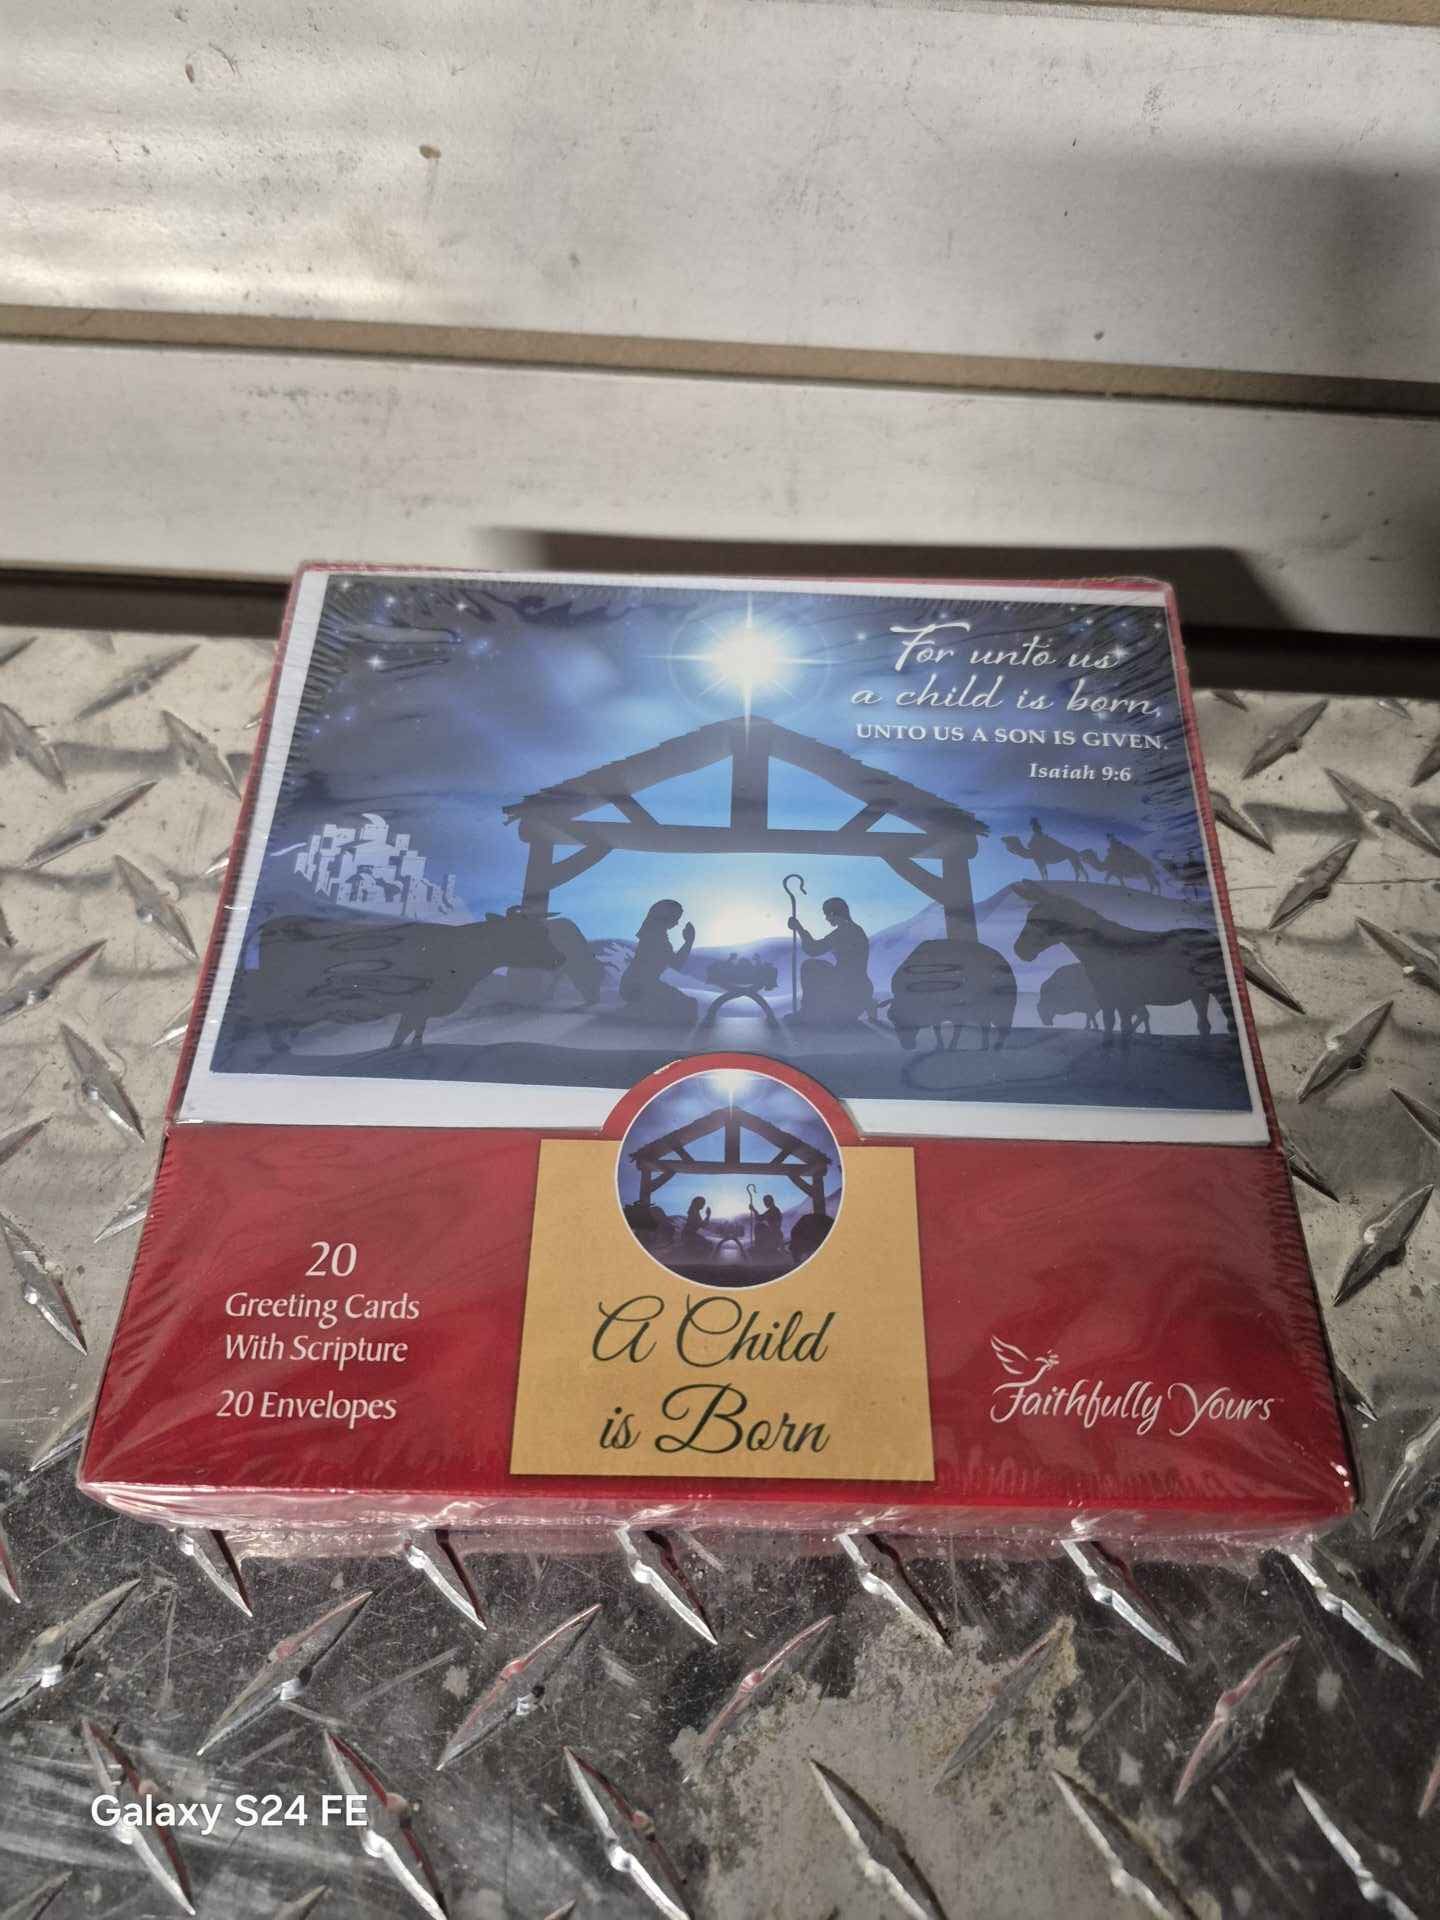 For unto us
a child is born,
UNTO US A SON IS GIVEN.
Isaiah 9:6
20
Greeting Cards
With Scripture
20 Envelopes
A Child
is Born
Faithfully Yours
Galaxy S24 FE